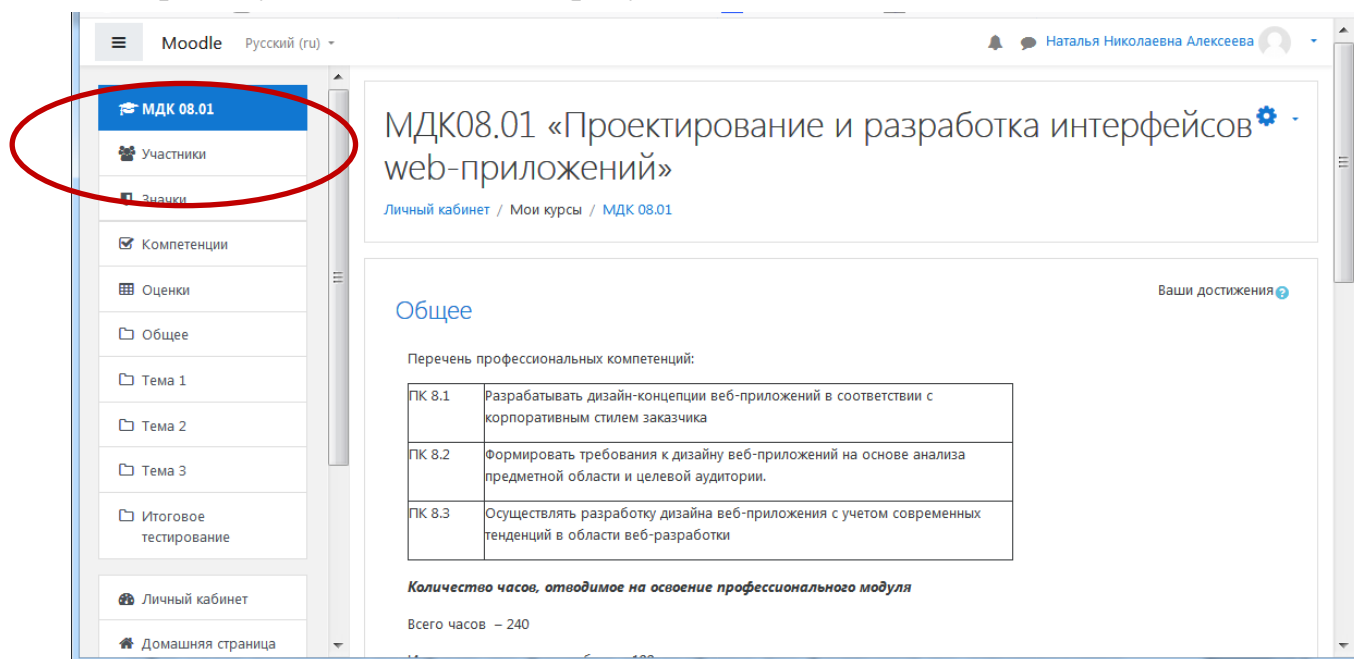 Moodle Русский (ru)
Наталья Николаевна Алексеева
МДК 08.01
Участники
Значки
Компетенции
Оценки
Общее
Тема 1
Тема 2
Тема 3
Итоговое
тестирование
Личный кабинет
Домашняя страница
МДК08.01 «Проектирование и разработка интерфейсов
web-приложений»
Личный кабинет / Мои курсы / МДК 08.01
Ваши достижения
Общее
Перечень профессиональных компетенций:
ПК 8.1 Разрабатывать дизайн-концепции веб-приложений в соответствии с
корпоративным стилем заказчика
ПК 8.2 Формировать требования к дизайну веб-приложений на основе анализа
предметной области и целевой аудитории.
ПК 8.3 Осуществлять разработку дизайна веб-приложения с учетом современных
тенденций в области веб-разработки
Количество часов, отводимое на освоение профессионального модуля
Всего часов – 240